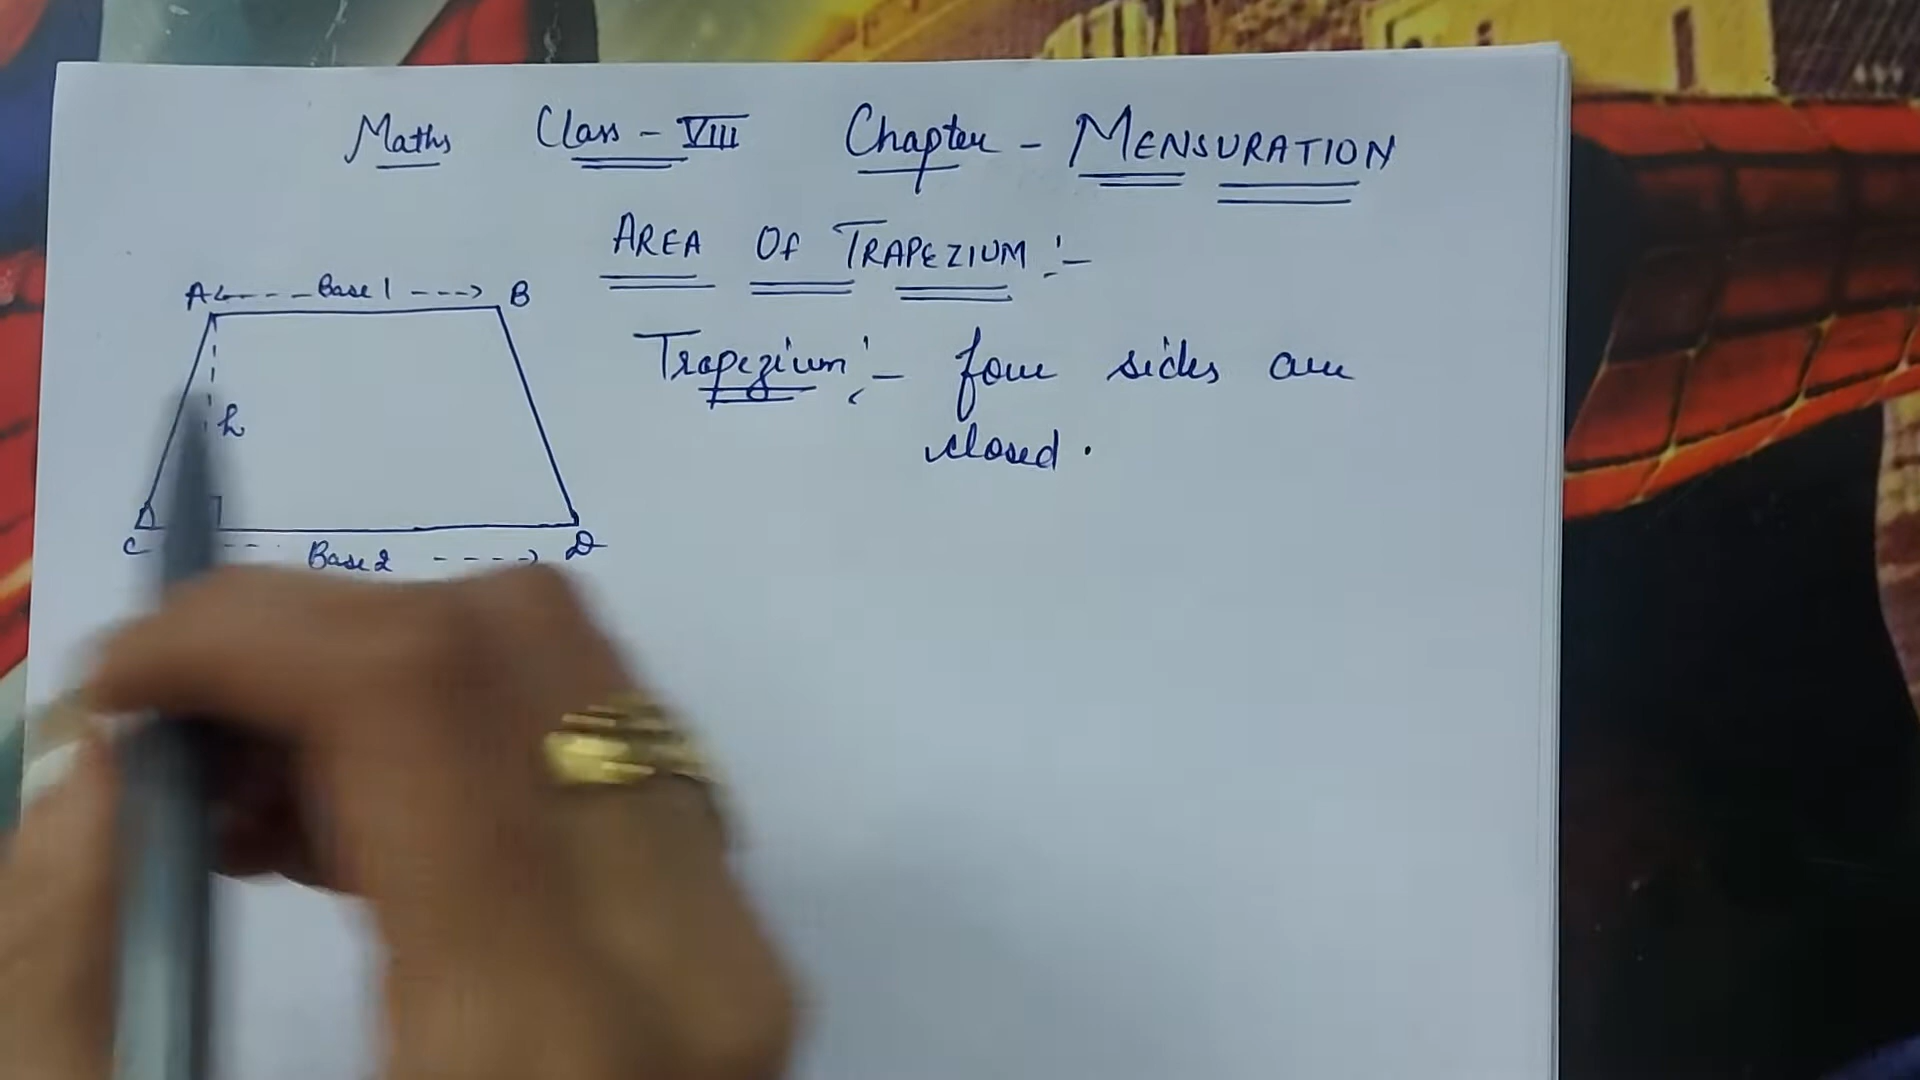 Maths Class - VIII Chapter - MENSURATION
AREA Of TRAPEZIUM :-
A <- - - - Base 1 - - - -> B
Trapezium :- four sides are
h
closed .
C - - - Base 2 - - - -> D